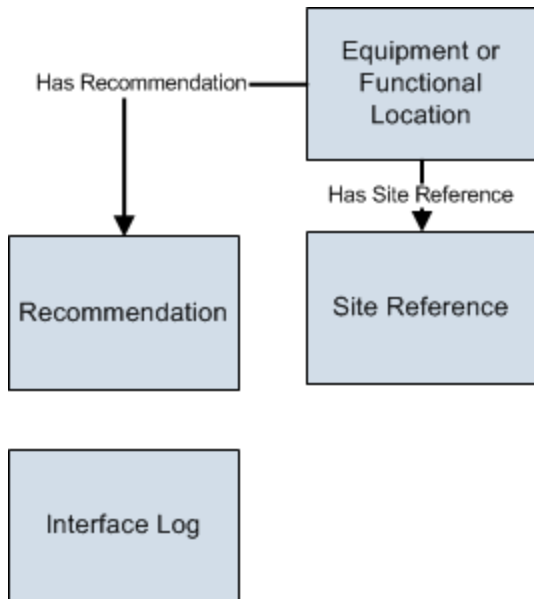 Equipment or
Functional
Location
Has Recommendation
Has Site Reference
Recommendation
Site Reference
Interface Log